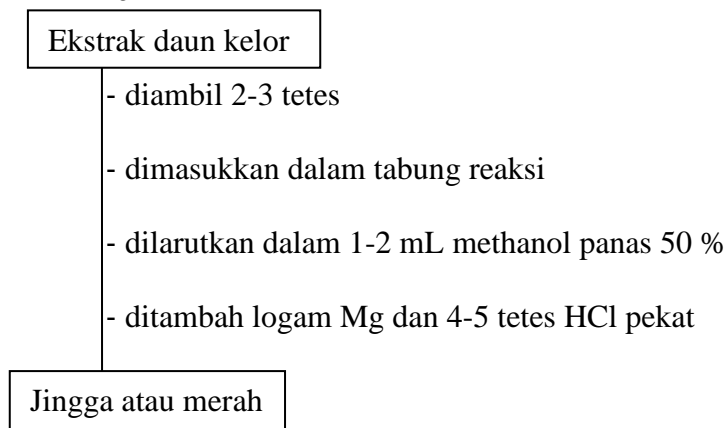 Ekstrak daun kelor
- diambil 2-3 tetes
- dimasukkan dalam tabung reaksi
- dilarutkan dalam 1-2 mL methanol panas 50 %
- ditambah logam Mg dan 4-5 tetes HCl pekat
Jingga atau merah